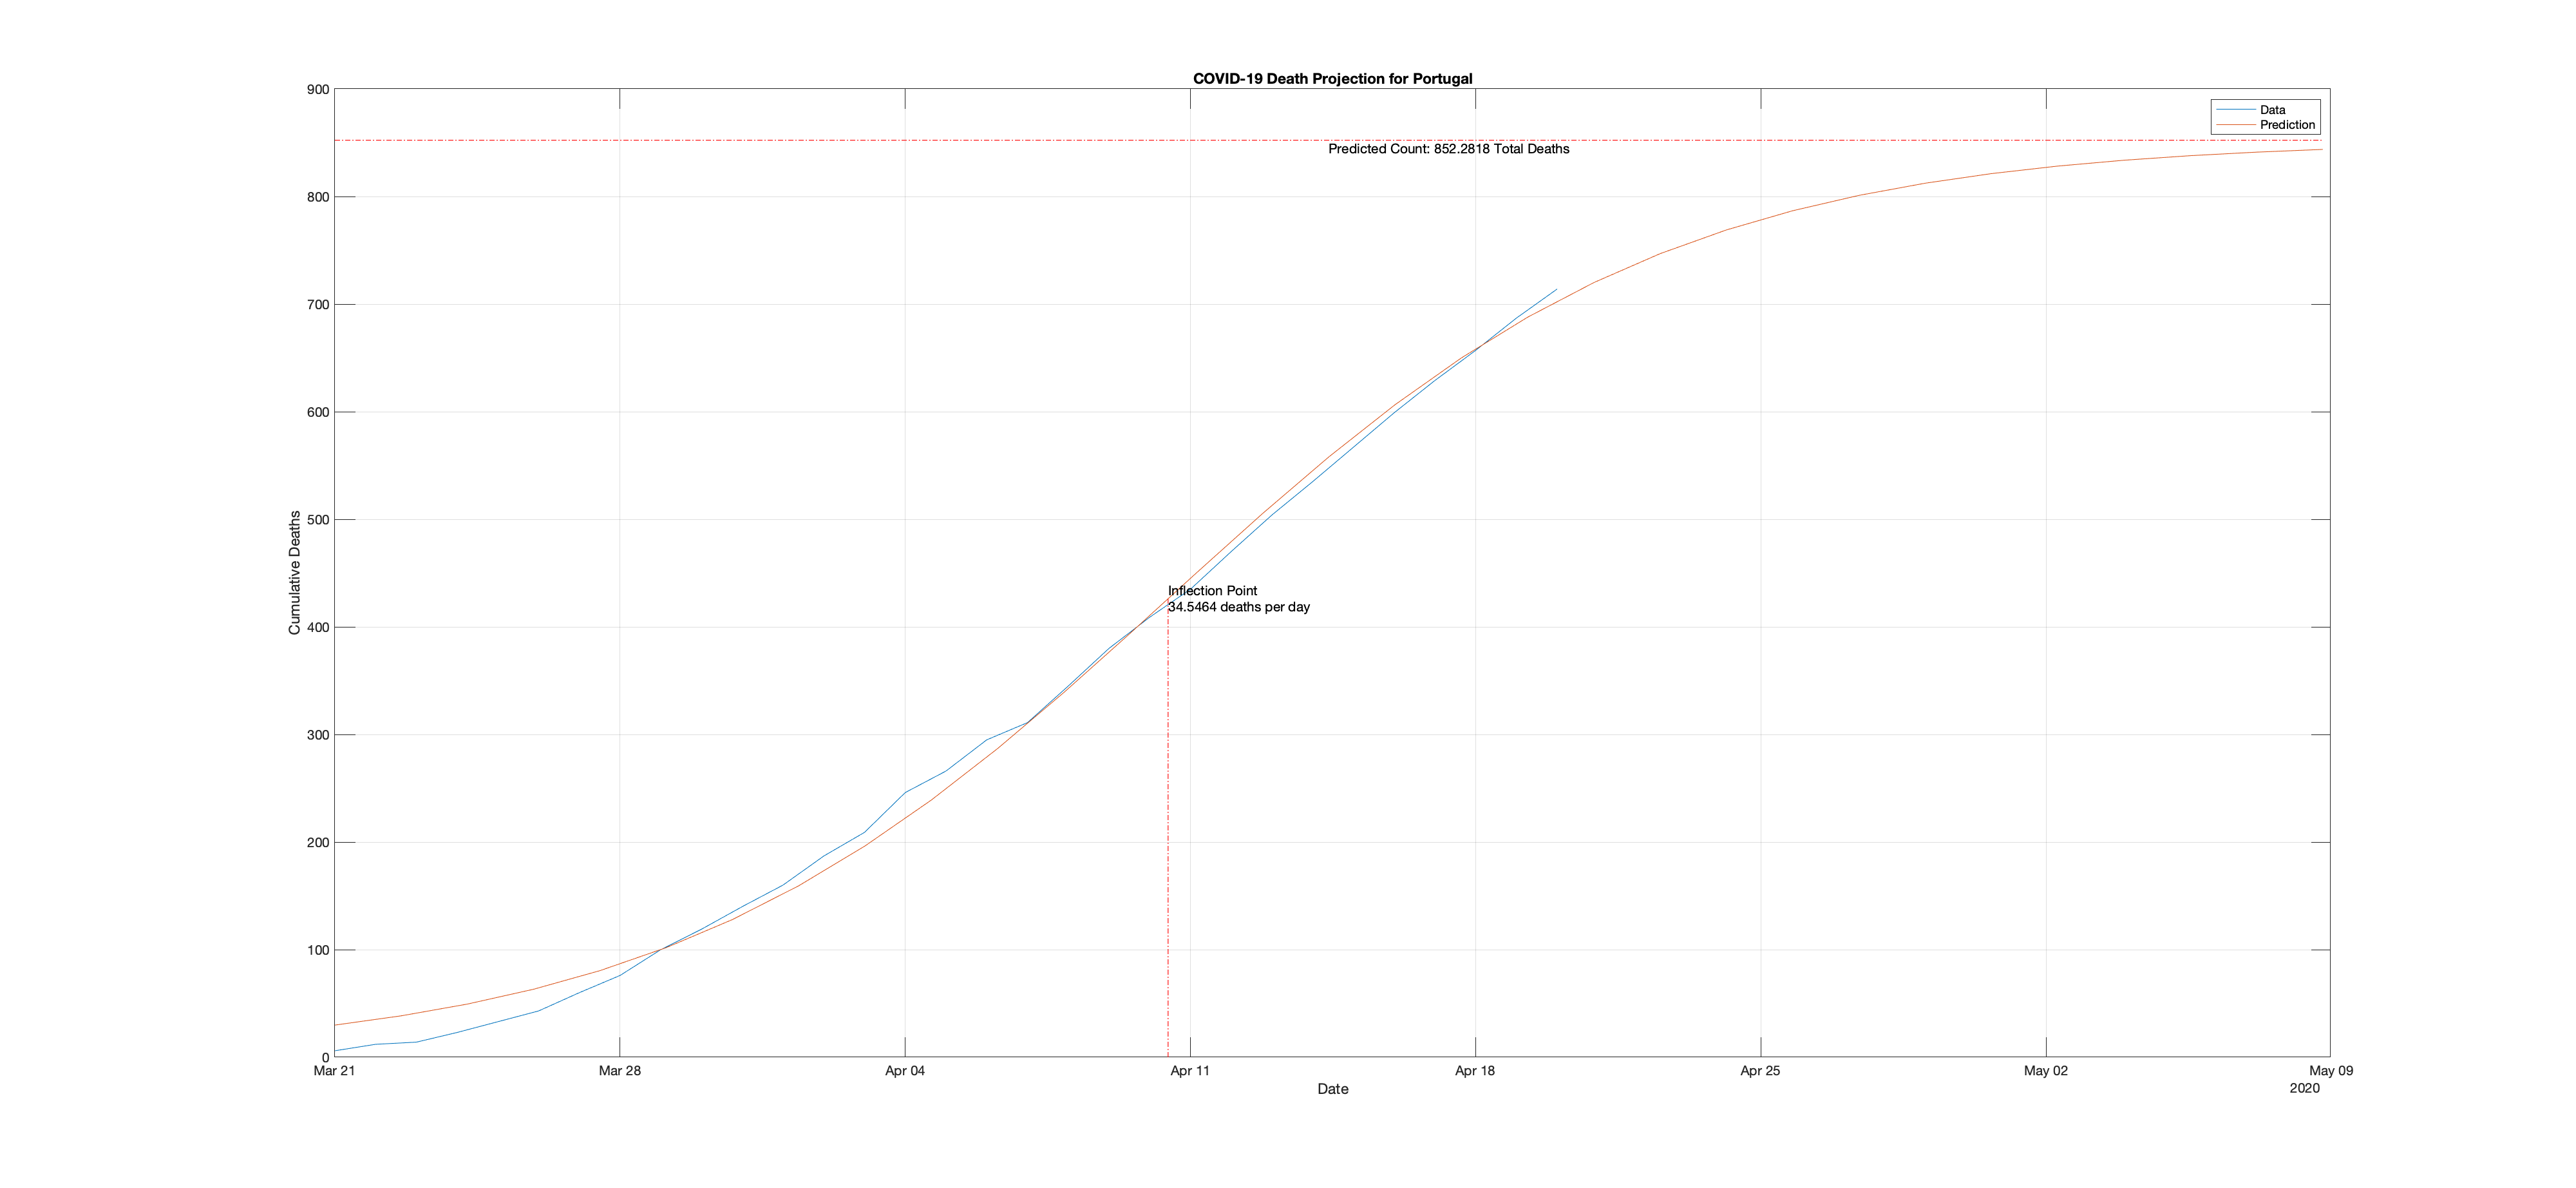 COVID-19 Death Projection for Portugal
900
800
700
600
500
400
300
200
100
0
Cumulative Deaths
Data
Prediction
Predicted Count: 852.2818 Total Deaths
Inflection Point
34.5464 deaths per day
Mar 21
Mar 28
Apr 04
Apr 11
Apr 18
Apr 25
May 02
May 09
Date
2020